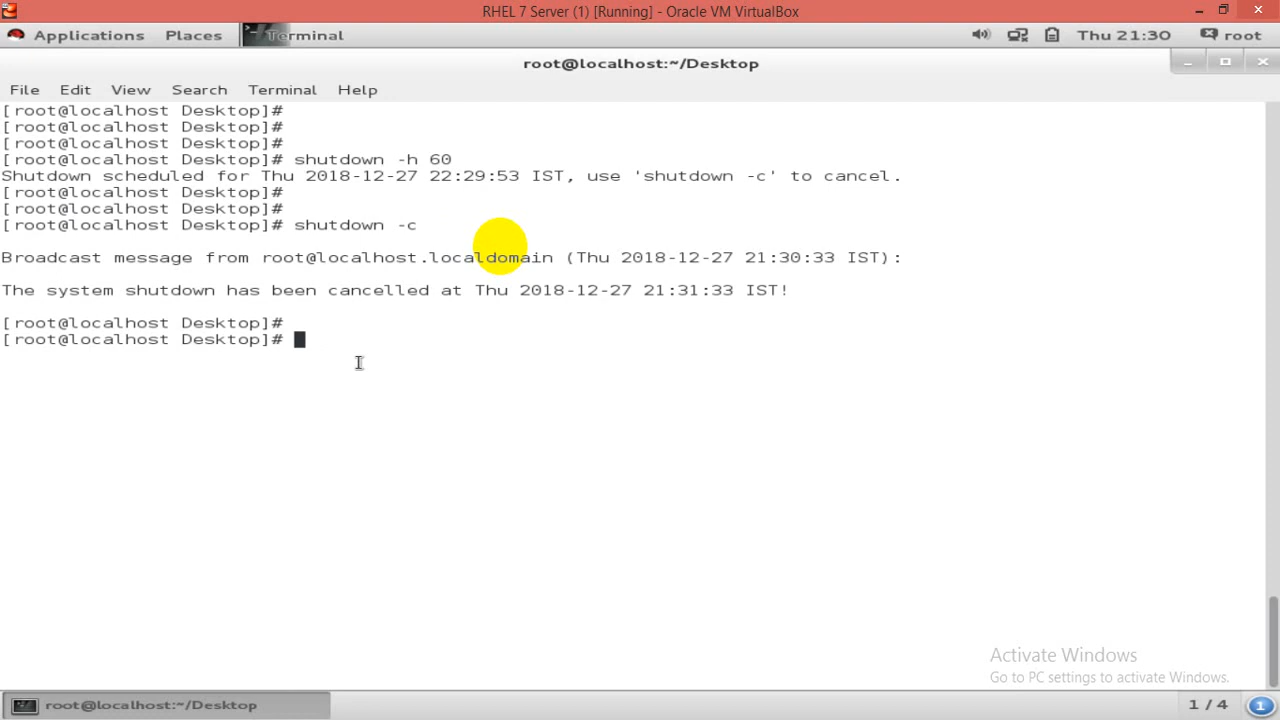 RHEL 7 Server (1) [Running] - Oracle VM VirtualBox
Applications Places Terminal Thu 21:30 root
root@localhost:~/Desktop
File Edit View Search Terminal Help
[root@localhost Desktop]#
[root@localhost Desktop]#
[root@localhost Desktop]#
[root@localhost Desktop]# shutdown -h 60
Shutdown scheduled for Thu 2018-12-27 22:29:53 IST, use 'shutdown -c' to cancel.
[root@localhost Desktop]#
[root@localhost Desktop]#
[root@localhost Desktop]# shutdown -c
Broadcast message from root@localhost.localdomain (Thu 2018-12-27 21:30:33 IST):
The system shutdown has been cancelled at Thu 2018-12-27 21:31:33 IST!
[root@localhost Desktop]#
[root@localhost Desktop]#
Activate Windows
Go to PC settings to activate Windows.
root@localhost:~/Desktop 1 / 4 1